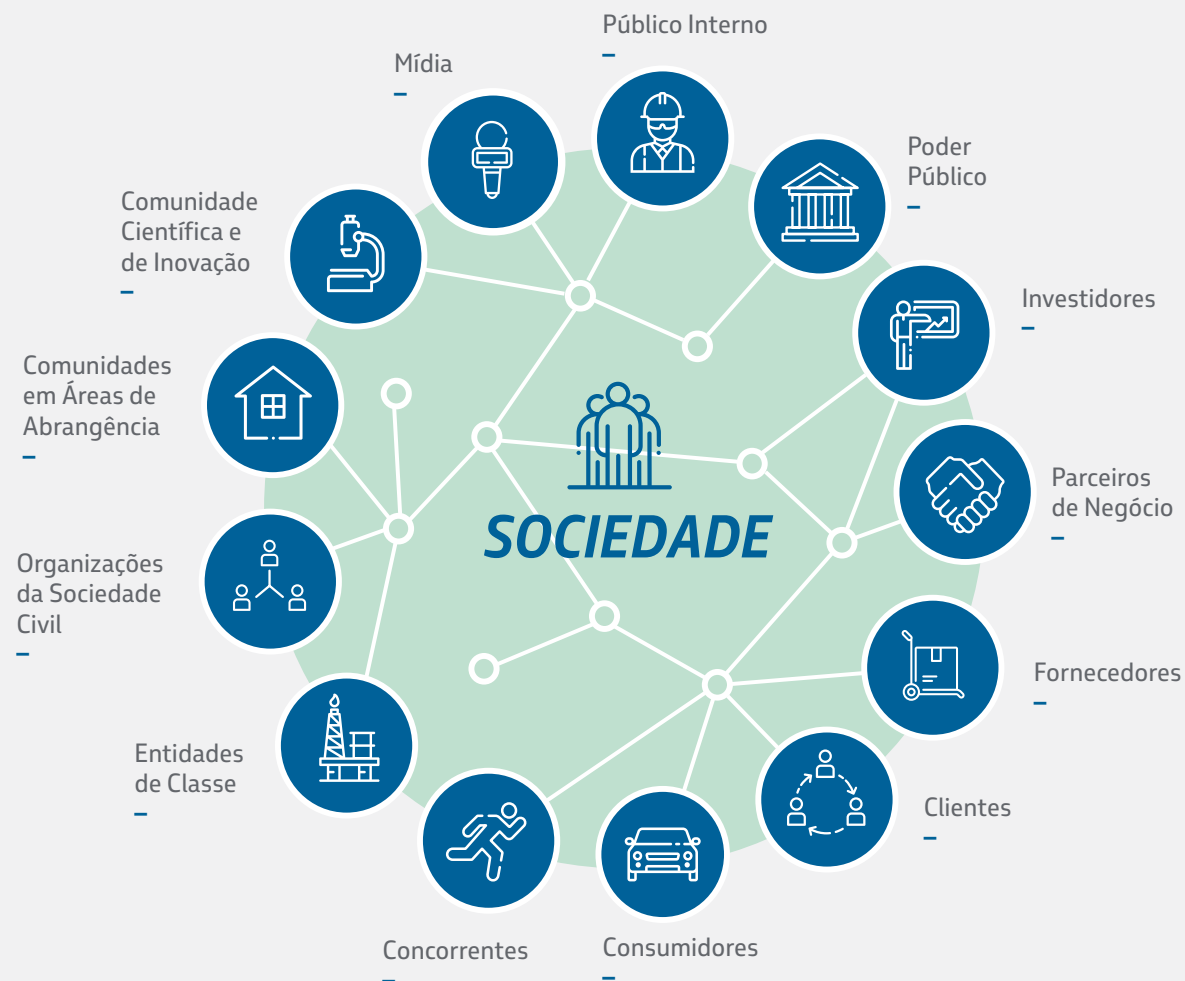 Público Interno
Mídia
Poder
Público
Comunidade
Científica e
de Inovação
Investidores
Comunidades
em Áreas de
Abrangência
Parceiros
de Negócio
SOCIEDADE
Organizações
da Sociedade
Civil
Fornecedores
Entidades
de Classe
Clientes
Concorrentes
Consumidores